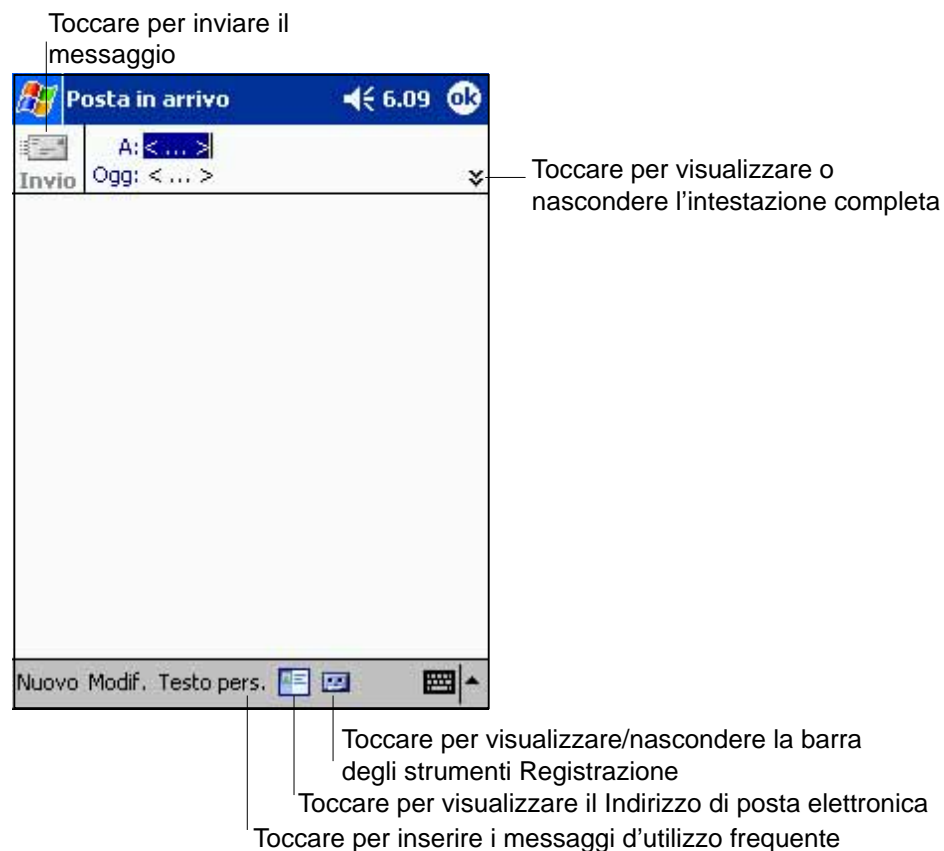 Toccare per inviare il
messaggio
Posta in arrivo 6.09 ok
A: < ... >
Invio Ogg: < ... >
Toccare per visualizzare o
nascondere l'intestazione completa
Nuovo Modif. Testo pers.
Toccare per visualizzare/nascondere la barra
degli strumenti Registrazione
Toccare per visualizzare il Indirizzo di posta elettronica
Toccare per inserire i messaggi d'utilizzo frequente